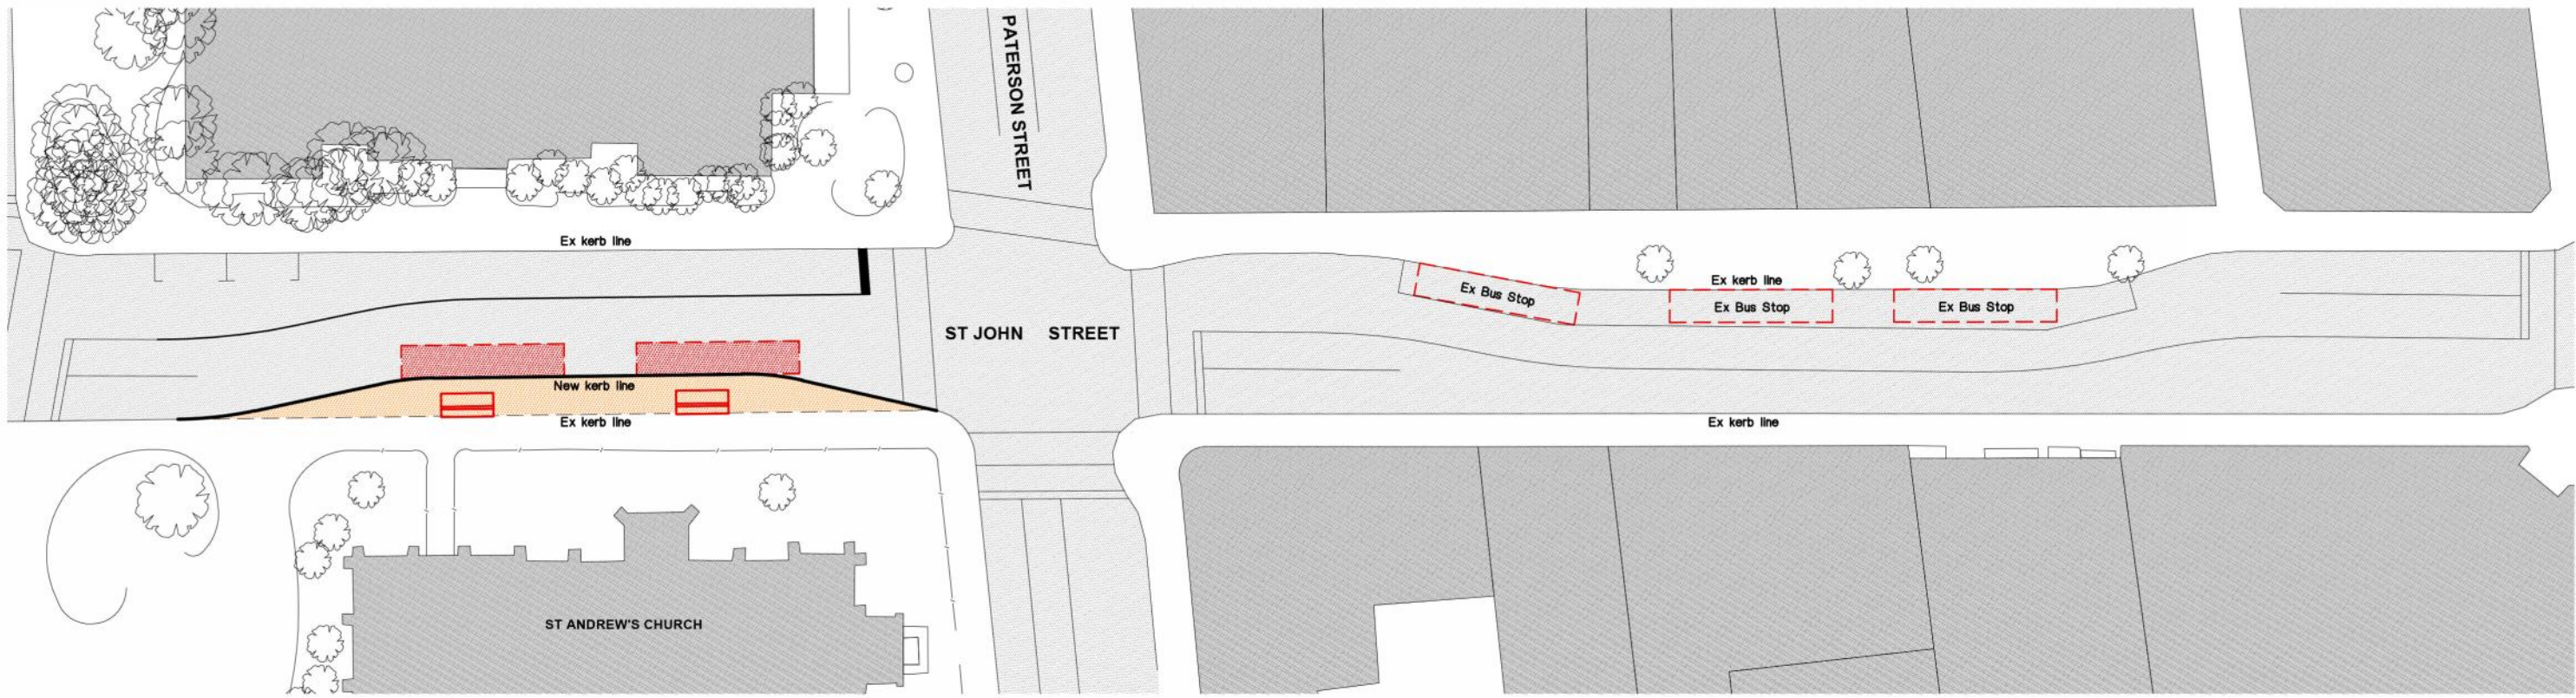 PATERSON STREET
Ex kerb line
Ex kerb line
Ex Bus Stop
Ex Bus Stop
Ex Bus Stop
ST JOHN STREET
New kerb line
Ex kerb line
Ex kerb line
ST ANDREW'S CHURCH